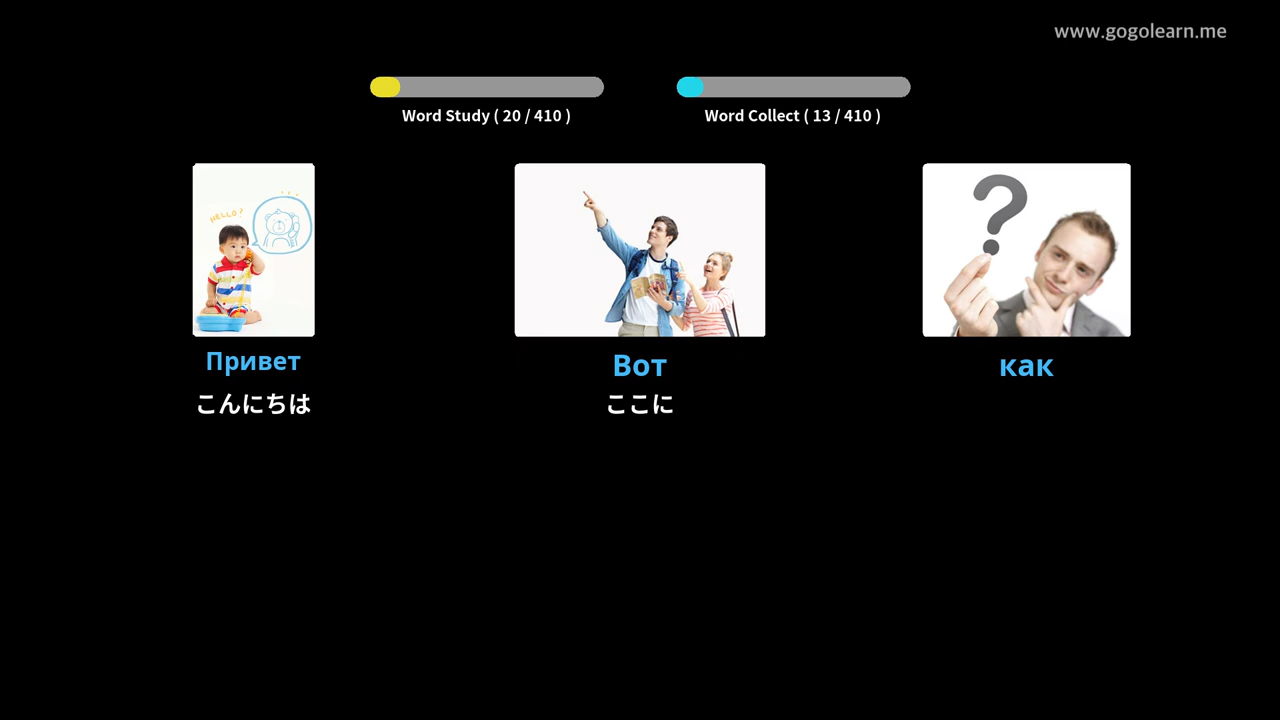 www.gogolearn.me
Word Study ( 20 / 410 )
Word Collect ( 13 / 410 )
HELLO?
Привет
Вот
как
こんにちは
ここに